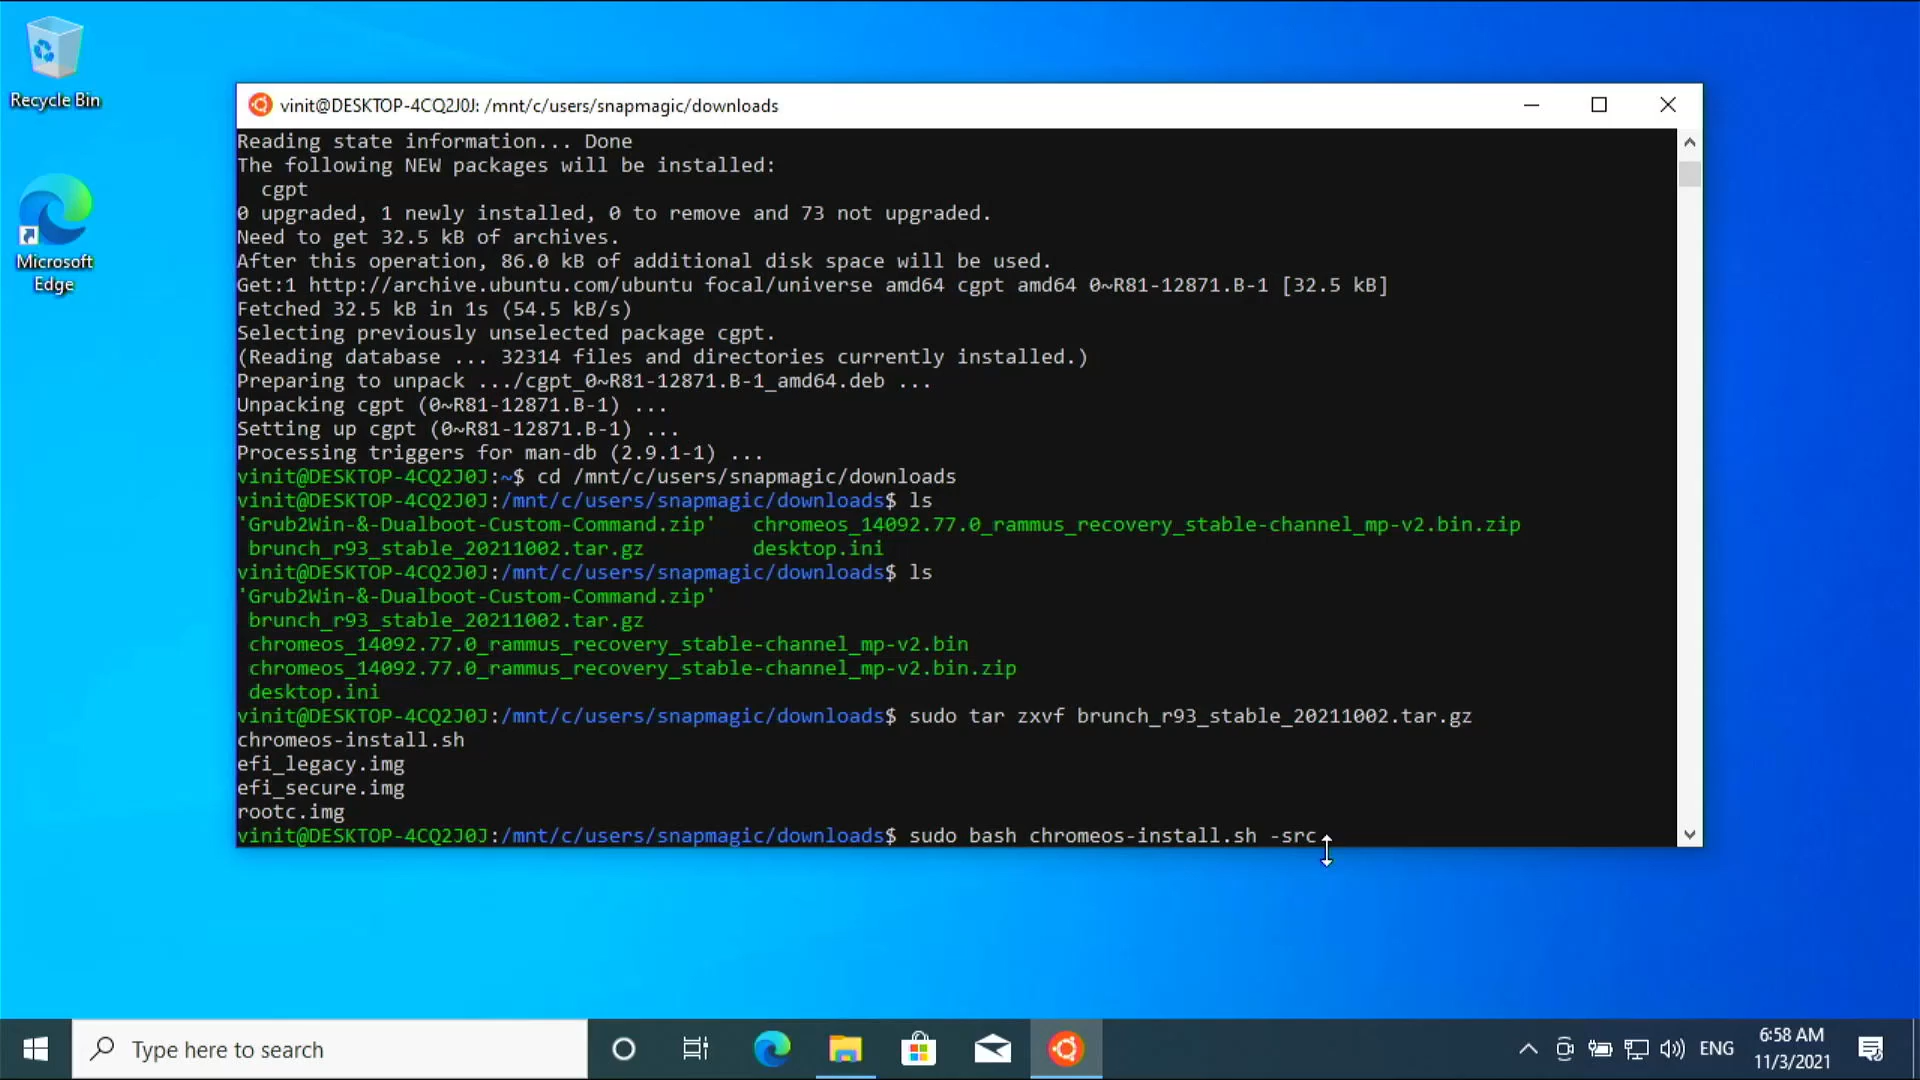 Recycle Bin
Microsoft
Edge
vinit@DESKTOP-4CQ2J0J: /mnt/c/users/snapmagic/downloads
Reading state information... Done
The following NEW packages will be installed:
  cgpt
0 upgraded, 1 newly installed, 0 to remove and 73 not upgraded.
Need to get 32.5 kB of archives.
After this operation, 86.0 kB of additional disk space will be used.
Get:1 http://archive.ubuntu.com/ubuntu focal/universe amd64 cgpt amd64 0~R81-12871.B-1 [32.5 kB]
Fetched 32.5 kB in 1s (54.5 kB/s)
Selecting previously unselected package cgpt.
(Reading database ... 32314 files and directories currently installed.)
Preparing to unpack .../cgpt_0~R81-12871.B-1_amd64.deb ...
Unpacking cgpt (0~R81-12871.B-1) ...
Setting up cgpt (0~R81-12871.B-1) ...
Processing triggers for man-db (2.9.1-1) ...
vinit@DESKTOP-4CQ2J0J:~$ cd /mnt/c/users/snapmagic/downloads
vinit@DESKTOP-4CQ2J0J:/mnt/c/users/snapmagic/downloads$ ls
'Grub2Win-&-Dualboot-Custom-Command.zip'   chromeos_14092.77.0_rammus_recovery_stable-channel_mp-v2.bin.zip
 brunch_r93_stable_20211002.tar.gz         desktop.ini
vinit@DESKTOP-4CQ2J0J:/mnt/c/users/snapmagic/downloads$ ls
'Grub2Win-&-Dualboot-Custom-Command.zip'
 brunch_r93_stable_20211002.tar.gz
 chromeos_14092.77.0_rammus_recovery_stable-channel_mp-v2.bin
 chromeos_14092.77.0_rammus_recovery_stable-channel_mp-v2.bin.zip
 desktop.ini
vinit@DESKTOP-4CQ2J0J:/mnt/c/users/snapmagic/downloads$ sudo tar zxvf brunch_r93_stable_20211002.tar.gz
chromeos-install.sh
efi_legacy.img
efi_secure.img
rootc.img
vinit@DESKTOP-4CQ2J0J:/mnt/c/users/snapmagic/downloads$ sudo bash chromeos-install.sh -src
Type here to search
ENG
6:58 AM
11/3/2021